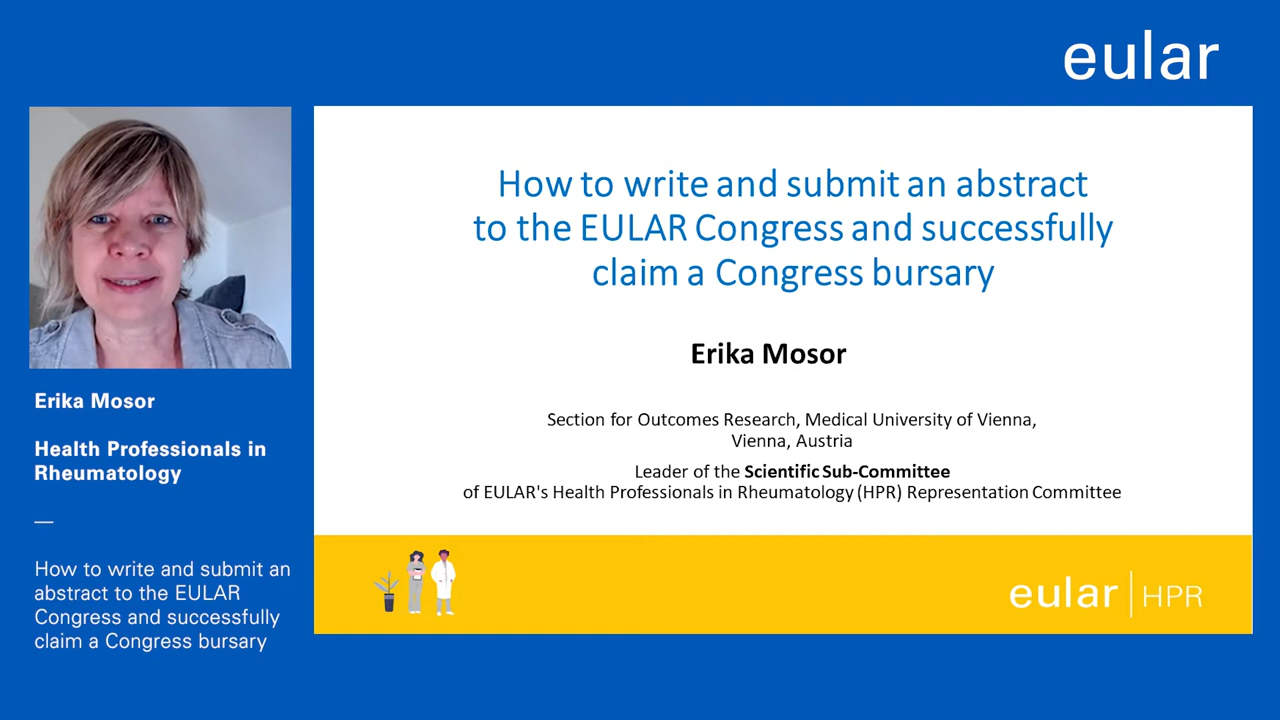 eular
How to write and submit an abstract
to the EULAR Congress and successfully
claim a Congress bursary
Erika Mosor
Section for Outcomes Research, Medical University of Vienna,
Vienna, Austria
Leader of the Scientific Sub-Committee
of EULAR's Health Professionals in Rheumatology (HPR) Representation Committee
eular | HPR
Erika Mosor
Health Professionals in
Rheumatology
—
How to write and submit an
abstract to the EULAR
Congress and successfully
claim a Congress bursary